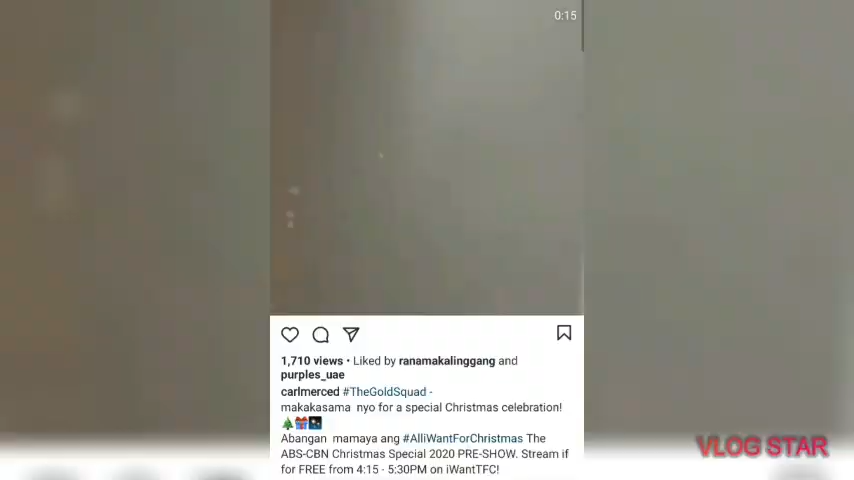 0:15
1,710 views • Liked by ranamakalinggang and
purples_uae
carlmerced #TheGoldSquad -
makakasama nyo for a special Christmas celebration!
🎄🎁🎇
Abangan mamaya ang #AlliWantForChristmas The
ABS-CBN Christmas Special 2020 PRE-SHOW. Stream if
for FREE from 4:15 - 5:30PM on iWantTFC!
VLOG STAR